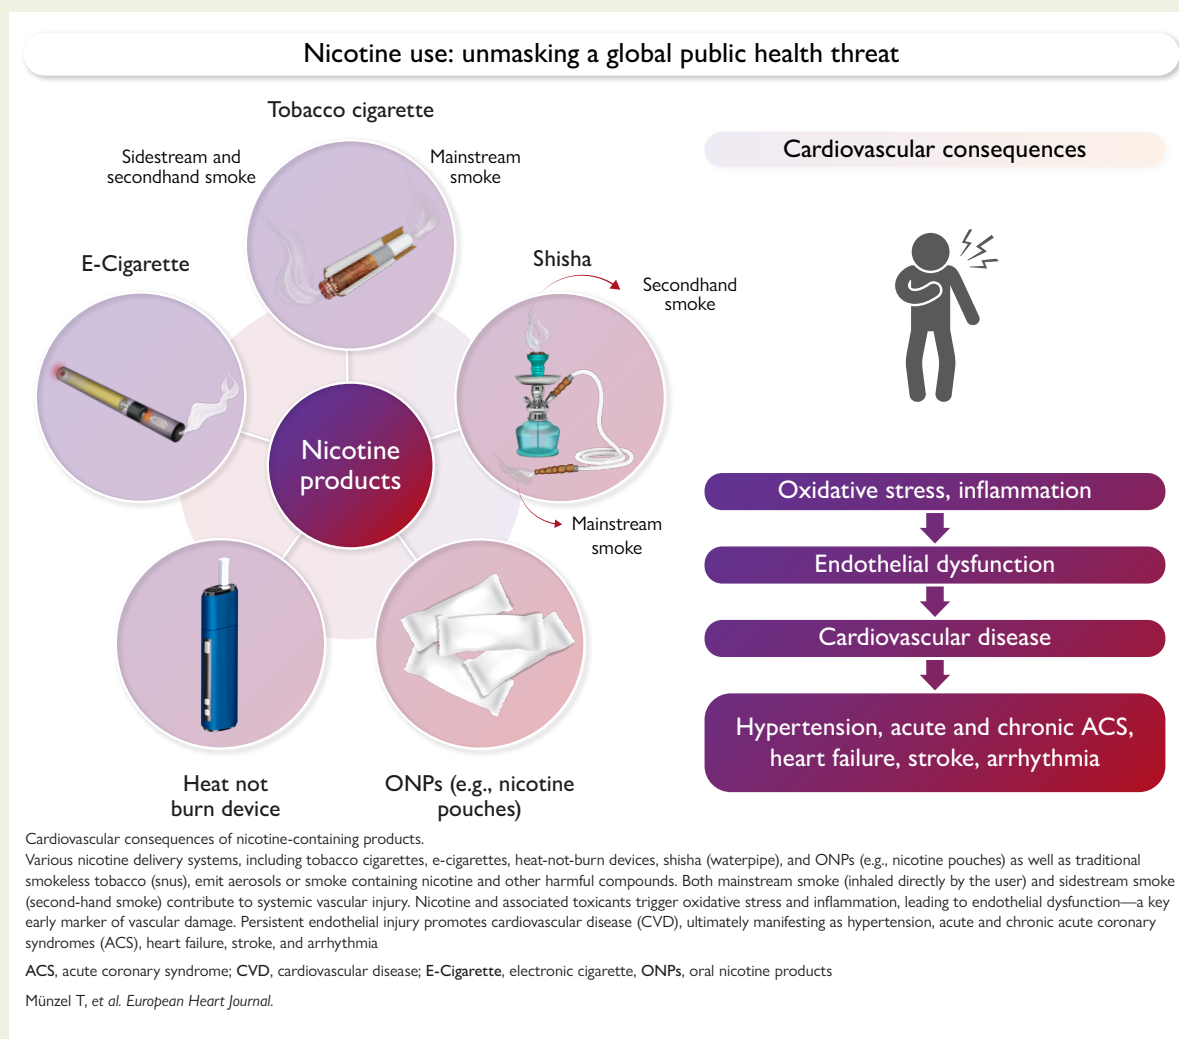 Nicotine use: unmasking a global public health threat
Tobacco cigarette
Sidestream and
secondhand smoke
Mainstream
smoke
E-Cigarette
Shisha
Secondhand
smoke
Nicotine
products
Mainstream
smoke
Heat not
burn device
ONPs (e.g., nicotine
pouches)
Cardiovascular consequences
Oxidative stress, inflammation
Endothelial dysfunction
Cardiovascular disease
Hypertension, acute and chronic ACS,
heart failure, stroke, arrhythmia
Cardiovascular consequences of nicotine-containing products.
Various nicotine delivery systems, including tobacco cigarettes, e-cigarettes, heat-not-burn devices, shisha (waterpipe), and ONPs (e.g., nicotine pouches) as well as traditional
smokeless tobacco (snus), emit aerosols or smoke containing nicotine and other harmful compounds. Both mainstream smoke (inhaled directly by the user) and sidestream smoke
(second-hand smoke) contribute to systemic vascular injury. Nicotine and associated toxicants trigger oxidative stress and inflammation, leading to endothelial dysfunction—a key
early marker of vascular damage. Persistent endothelial injury promotes cardiovascular disease (CVD), ultimately manifesting as hypertension, acute and chronic acute coronary
syndromes (ACS), heart failure, stroke, and arrhythmia
ACS, acute coronary syndrome; CVD, cardiovascular disease; E-Cigarette, electronic cigarette, ONPs, oral nicotine products
Münzel T, et al. European Heart Journal.